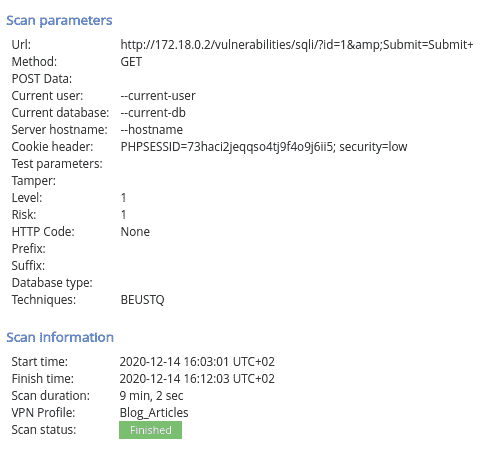 Scan parameters
Url: http://172.18.0.2/vulnerabilities/sqli/?id=1&amp;Submit=Submit+
Method: GET
POST Data:
Current user: --current-user
Current database: --current-db
Server hostname: --hostname
Cookie header: PHPSESSID=73haci2jeqqso4tj9f4o9j6ii5; security=low
Test parameters:
Tamper:
Level: 1
Risk: 1
HTTP Code: None
Prefix:
Suffix:
Database type:
Techniques: BEUSTQ
Scan information
Start time: 2020-12-14 16:03:01 UTC+02
Finish time: 2020-12-14 16:12:03 UTC+02
Scan duration: 9 min, 2 sec
VPN Profile: Blog_Articles
Scan status: Finished